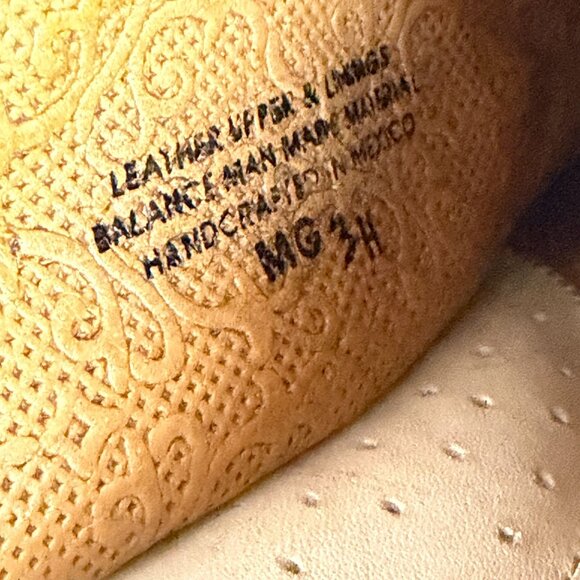 LEATHER UPPER & LININGS
BALANCE MAN MADE MATERIAL
HANDCRAFTED IN MEXICO
MG 3H